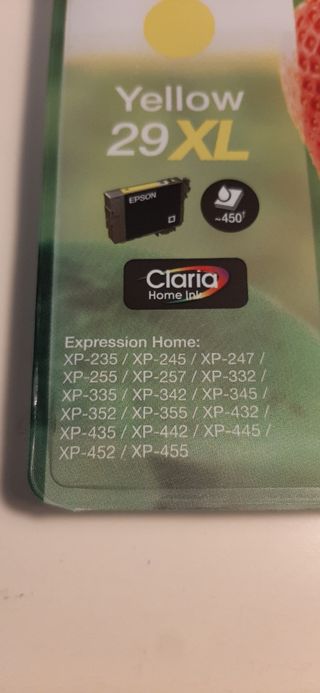 Yellow
29XL
EPSON
~450†
Claria
Home Ink
Expression Home:
XP-235 / XP-245 / XP-247 /
XP-255 / XP-257 / XP-332 /
XP-335 / XP-342 / XP-345 /
XP-352 / XP-355 / XP-432 /
XP-435 / XP-442 / XP-445 /
XP-452 / XP-455